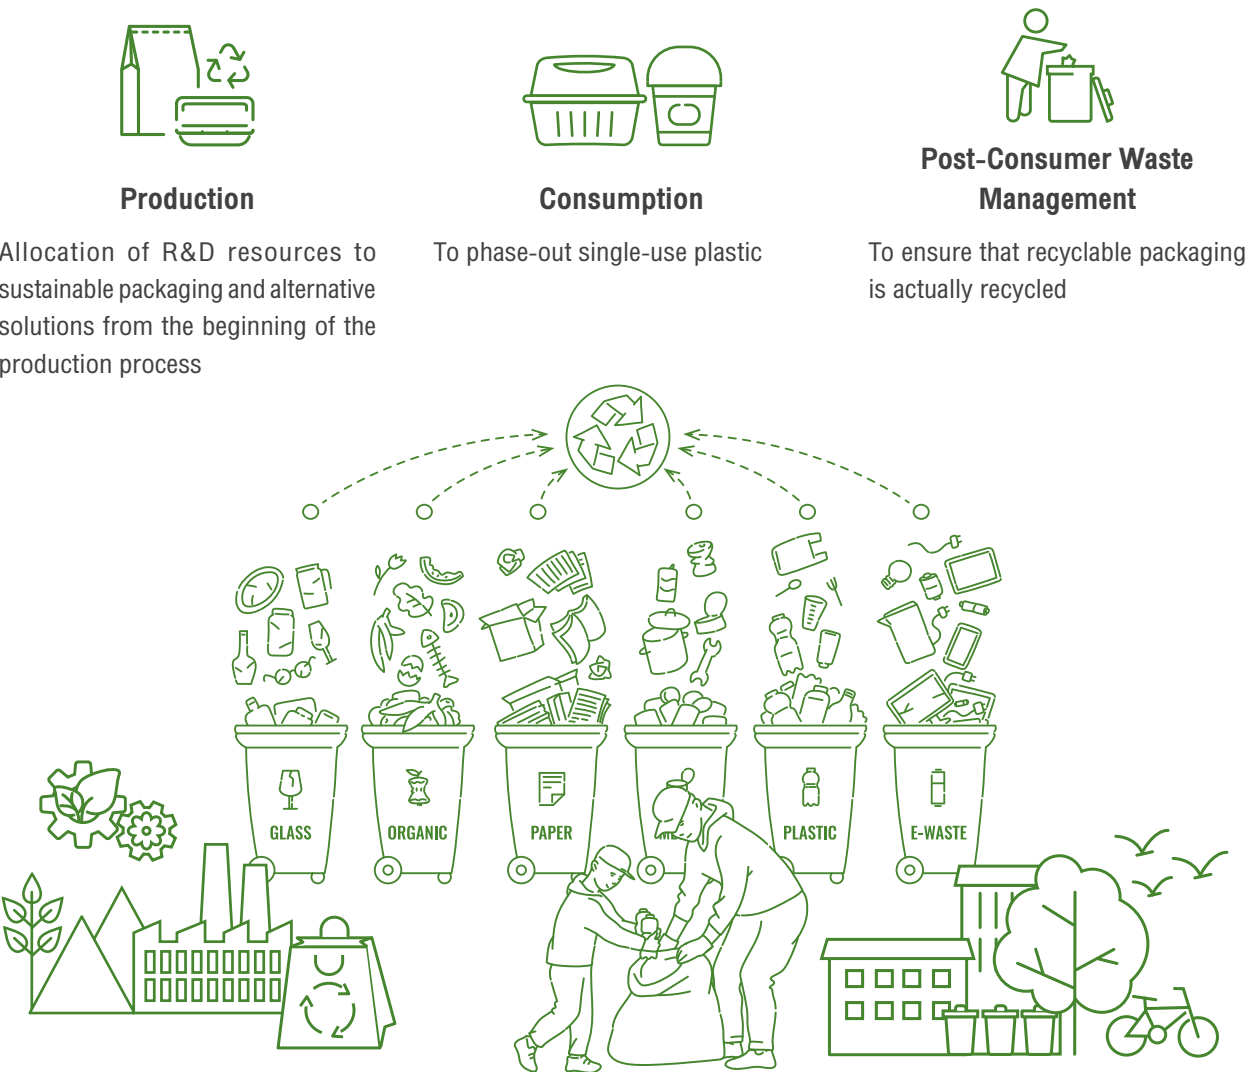 Production
Allocation of R&D resources to
sustainable packaging and alternative
solutions from the beginning of the
production process
Consumption
To phase-out single-use plastic
Post-Consumer Waste
Management
To ensure that recyclable packaging
is actually recycled
GLASS
ORGANIC
PAPER
PLASTIC
E-WASTE